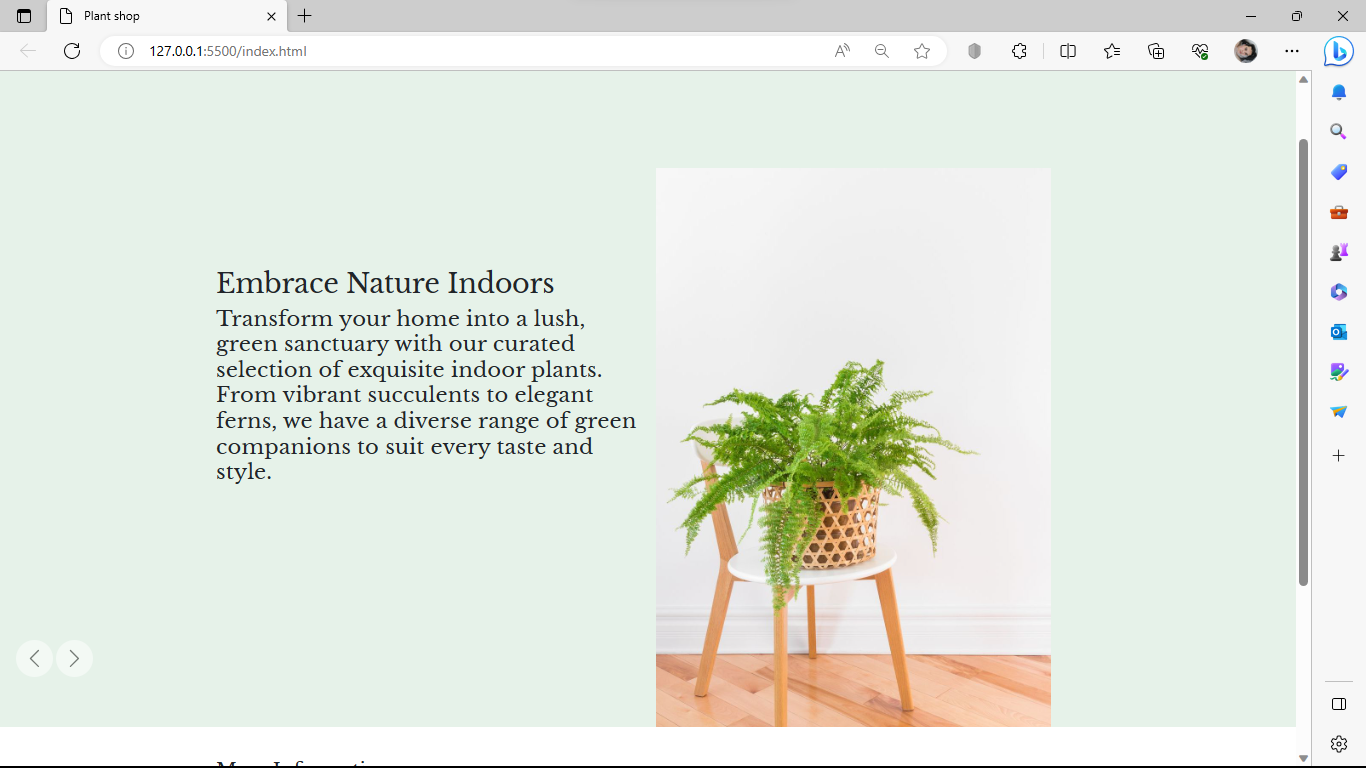 Plant shop
127.0.0.1:5500/index.html
Embrace Nature Indoors
Transform your home into a lush,
green sanctuary with our curated
selection of exquisite indoor plants.
From vibrant succulents to elegant
ferns, we have a diverse range of green
companions to suit every taste and
style.